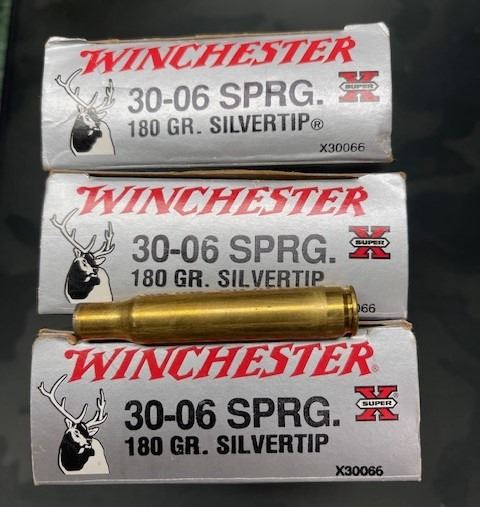 WINCHESTER
30-06 SPRG.
SUPER X
180 GR. SILVERTIP®
X30066
WINCHESTER
30-06 SPRG.
SUPER X
180 GR. SILVERTIP
066
WINCHESTER®
30-06 SPRG.
SUPER X®
180 GR. SILVERTIP
X30066